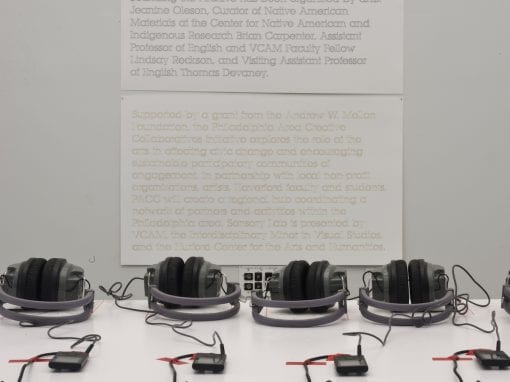 Jeanine Oleson, Curator of Native American
Materials at the Center for Native American and
Indigenous Research Brian Carpenter, Assistant
Professor of English and VCAM Faculty Fellow
Lindsay Reckson, and Visiting Assistant Professor
of English Thomas Devaney.
Supported by a grant from the Andrew W. Mellon
Foundation, the Philadelphia Area Creative
Collaboratives initiative explores the role of the
arts in affecting civic change and encouraging
sustainable participatory communities of
engagement. In partnership with local non-profit
organizations, artists, Haverford faculty and students,
PACC will create a regional hub coordinating a
network of partners and activities within the
Philadelphia area. Sensory Lab is presented by
VCAM, the Interdisciplinary Minor in Visual Studies,
and the Hurford Center for the Arts and Humanities.